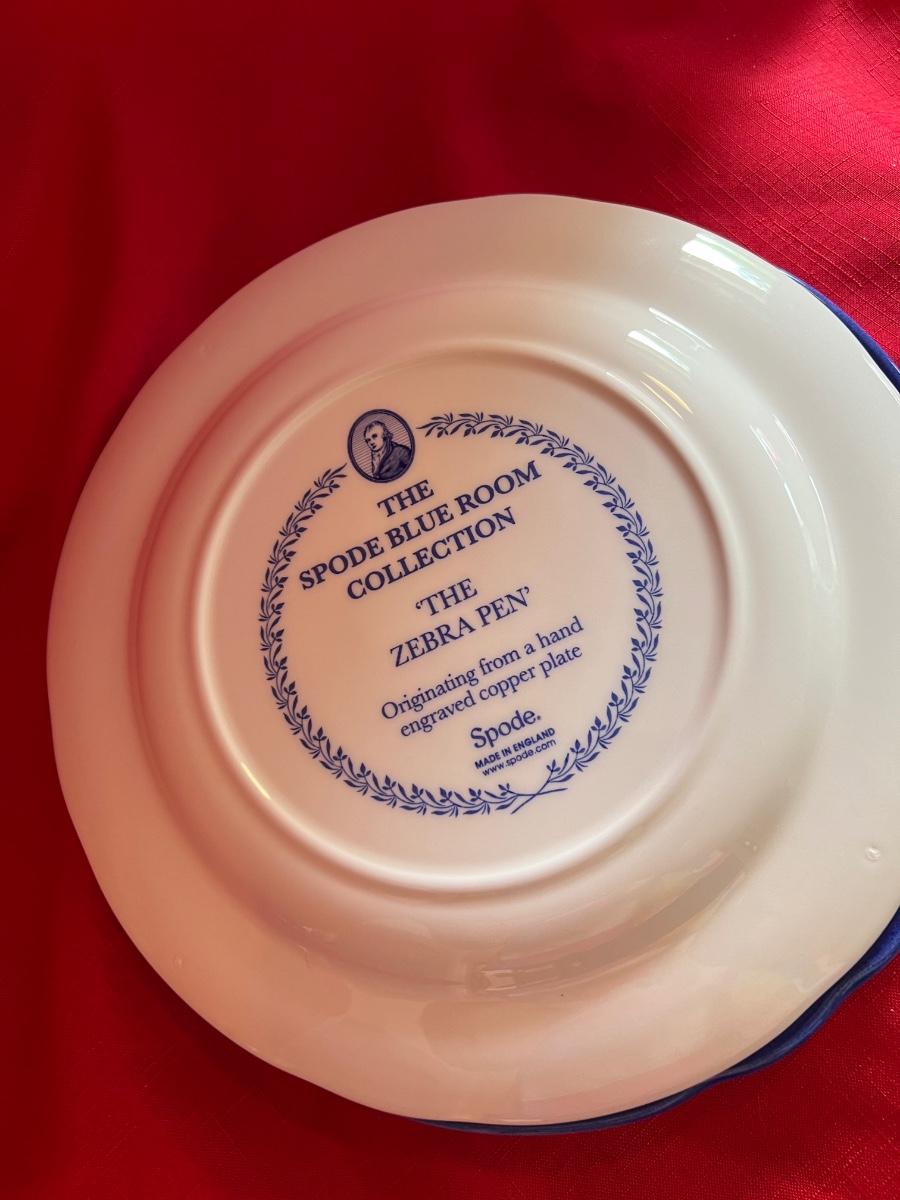 THE
SPODE BLUE ROOM
COLLECTION
‘THE
ZEBRA PEN’
Originating from a hand
engraved copper plate
Spode.
MADE IN ENGLAND
www.spode.com